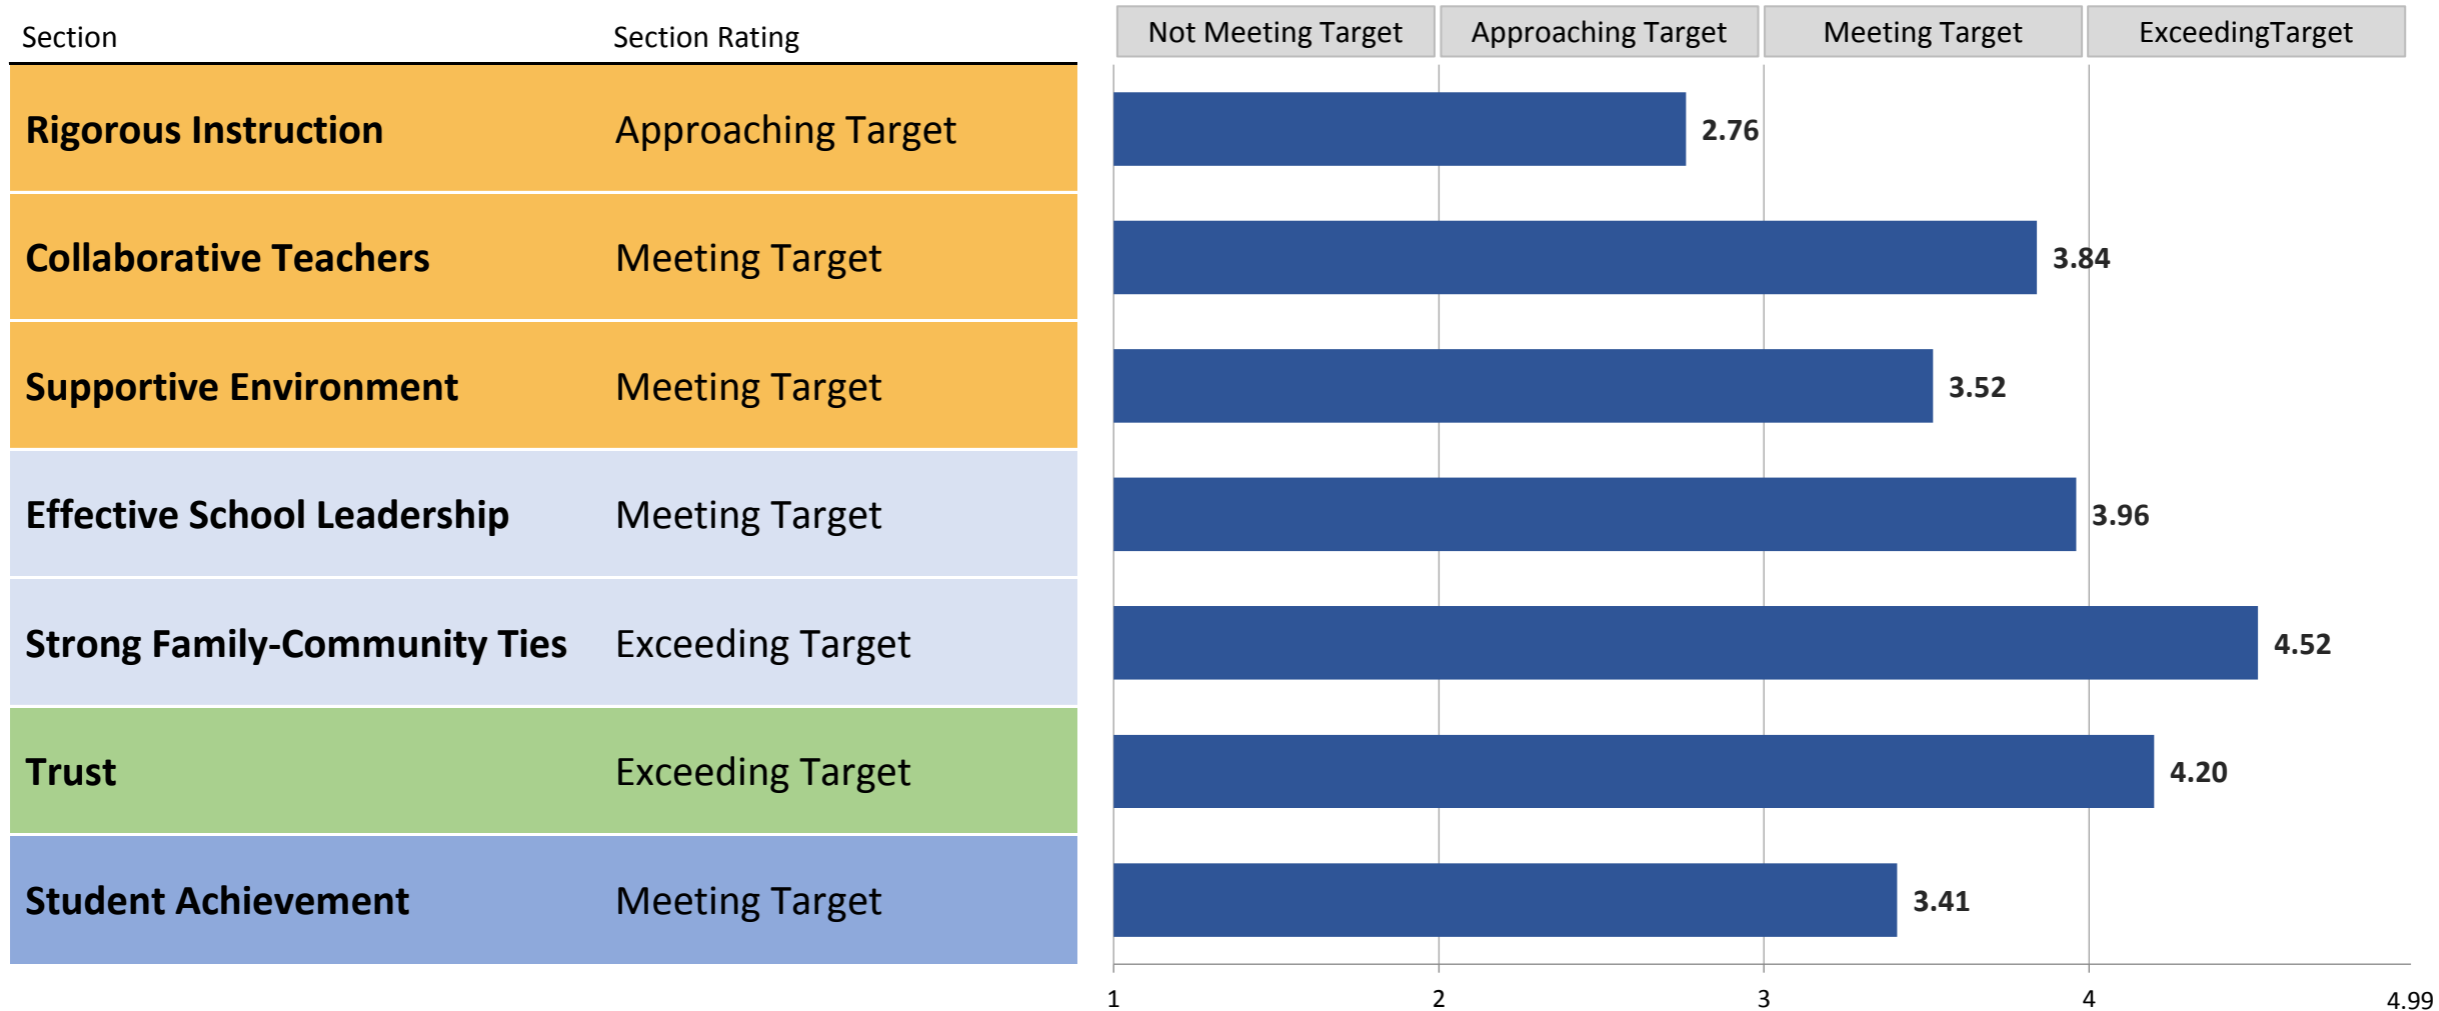 Section Section Rating Not Meeting Target Approaching Target Meeting Target ExceedingTarget
Rigorous Instruction Approaching Target 2.76
Collaborative Teachers Meeting Target 3.84
Supportive Environment Meeting Target 3.52
Effective School Leadership Meeting Target 3.96
Strong Family-Community Ties Exceeding Target 4.52
Trust Exceeding Target 4.20
Student Achievement Meeting Target 3.41
1 2 3 4 4.99